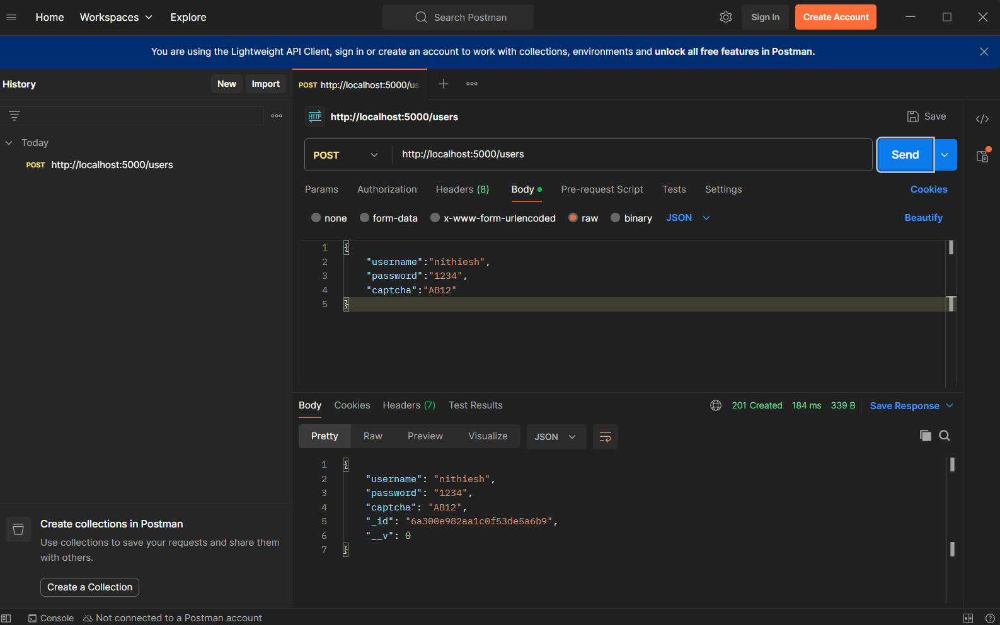 Home Workspaces Explore Search Postman Sign In Create Account
You are using the Lightweight API Client, sign in or create an account to work with collections, environments and unlock all free features in Postman.
History New Import
Today
POST http://localhost:5000/users
Create collections in Postman
Use collections to save your requests and share them
with others.
Create a Collection
POST http://localhost:5000/us
HTTP http://localhost:5000/users Save
POST http://localhost:5000/users Send
Params Authorization Headers (8) Body Pre-request Script Tests Settings Cookies
none form-data x-www-form-urlencoded raw binary JSON Beautify
1 {
2 "username":"nithiesh",
3 "password":"1234",
4 "captcha":"AB12"
5 }
Body Cookies Headers (7) Test Results 201 Created 184 ms 339 B Save Response
Pretty Raw Preview Visualize JSON
1 {
2 "username": "nithiesh",
3 "password": "1234",
4 "captcha": "AB12",
5 "_id": "6a300e982aa1c0f53de5a6b9",
6 "__v": 0
7 }
Console Not connected to a Postman account